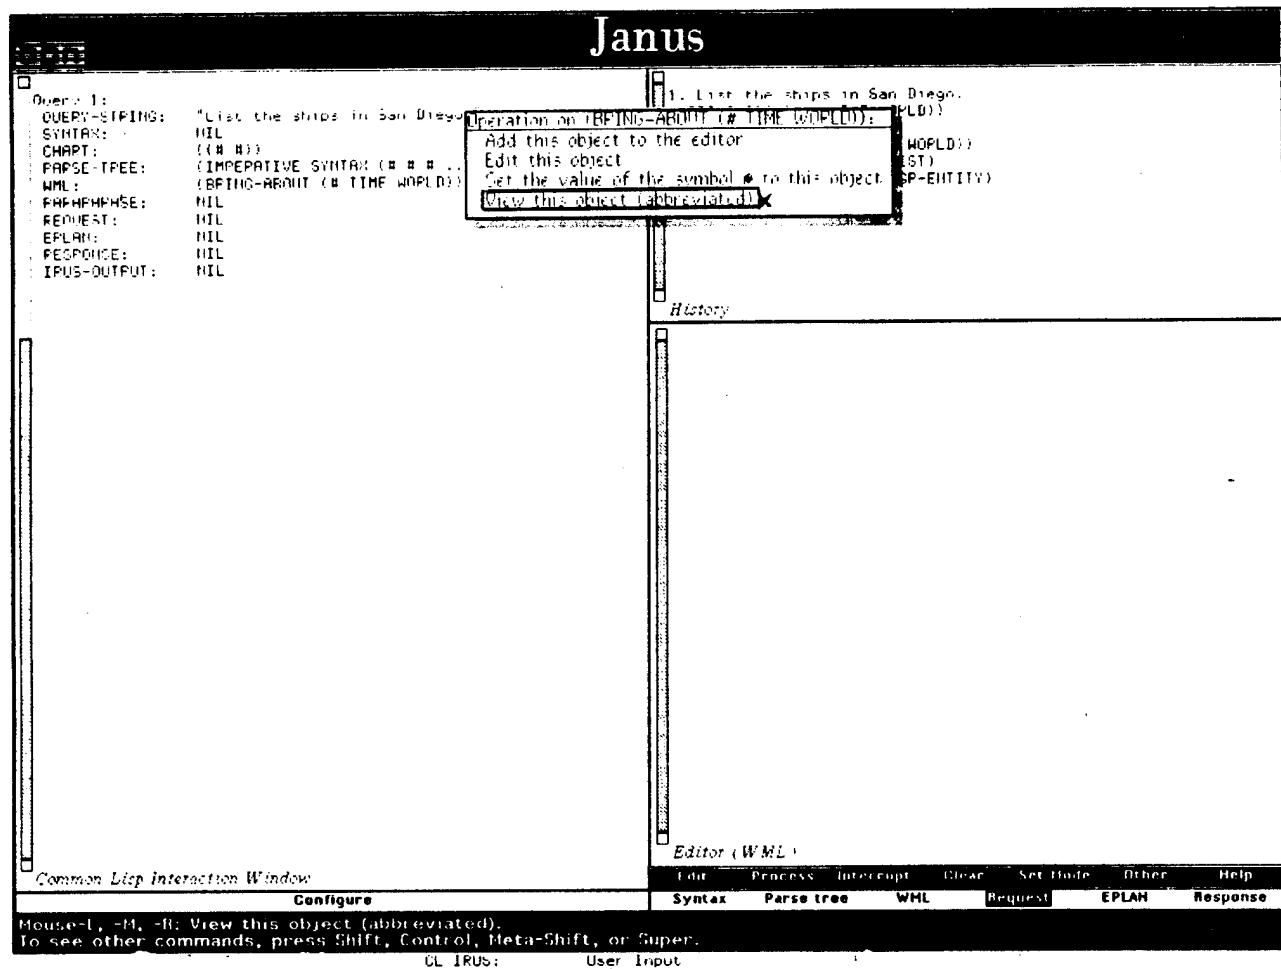 Janus
Query 1:
QUERY-STRING: "List the ships in San Diego
SYNTAX: NIL
CHART: ((# #))
PARSE-TREE: (IMPERATIVE SYNTAX (# # # ..
WML: (BRING-ABOUT (# TIME WORLD))
PARAPHRASE: NIL
REQUEST: NIL
EPLAN: NIL
RESPONSE: NIL
IRUS-OUTPUT: NIL
Common Lisp Interaction Window
Configure
1. List the ships in San Diego.
RLD))
WORLD))
ST)
SP-ENTITY)
History
Operation on (BRING-ABOUT (# TIME WORLD)):
Add this object to the editor
Edit this object
Set the value of the symbol * to this object
View this object (abbreviated)
Editor (WML)
Edit Process Interrupt Clear Set Mode Other Help
Syntax Parse tree WML Request EPLAN Response
Mouse-L, -M, -R: View this object (abbreviated).
To see other commands, press Shift, Control, Meta-Shift, or Super.
CL IRUS: User Input